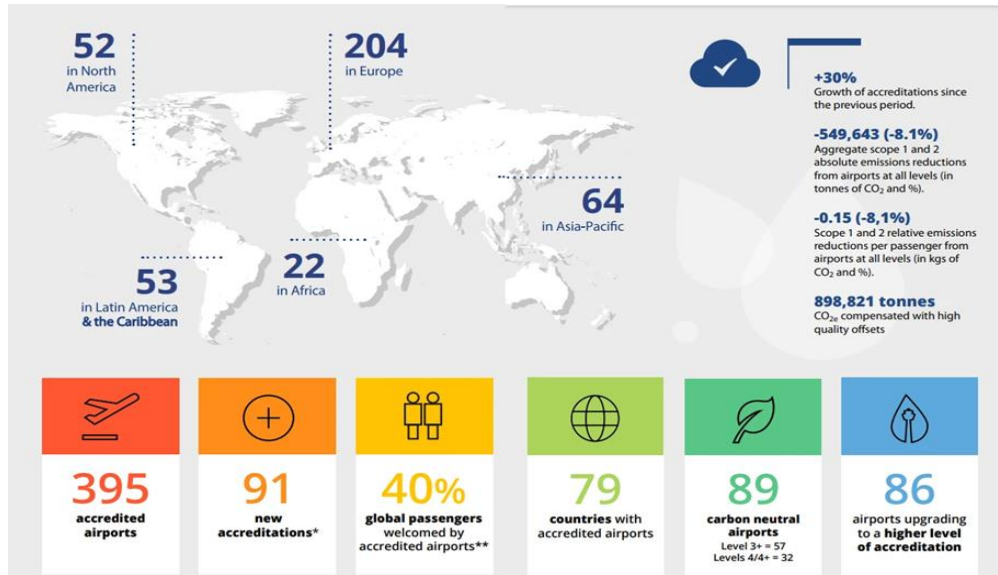 52
in North
America
204
in Europe
64
in Asia-Pacific
22
in Africa
53
in Latin America
& the Caribbean
+30%
Growth of accreditations since
the previous period.
-549,643 (-8.1%)
Aggregate scope 1 and 2
absolute emissions reductions
from airports at all levels (in
tonnes of CO₂ and %).
-0.15 (-8,1%)
Scope 1 and 2 relative emissions
reductions per passenger from
airports at all levels (in kgs of
CO₂ and %).
898,821 tonnes
CO₂ₑ compensated with high
quality offsets
395
accredited
airports
91
new
accreditations*
40%
global passengers
welcomed by
accredited airports**
79
countries with
accredited airports
89
carbon neutral
airports
Level 3+ = 57
Levels 4/4+ = 32
86
airports upgrading
to a higher level
of accreditation